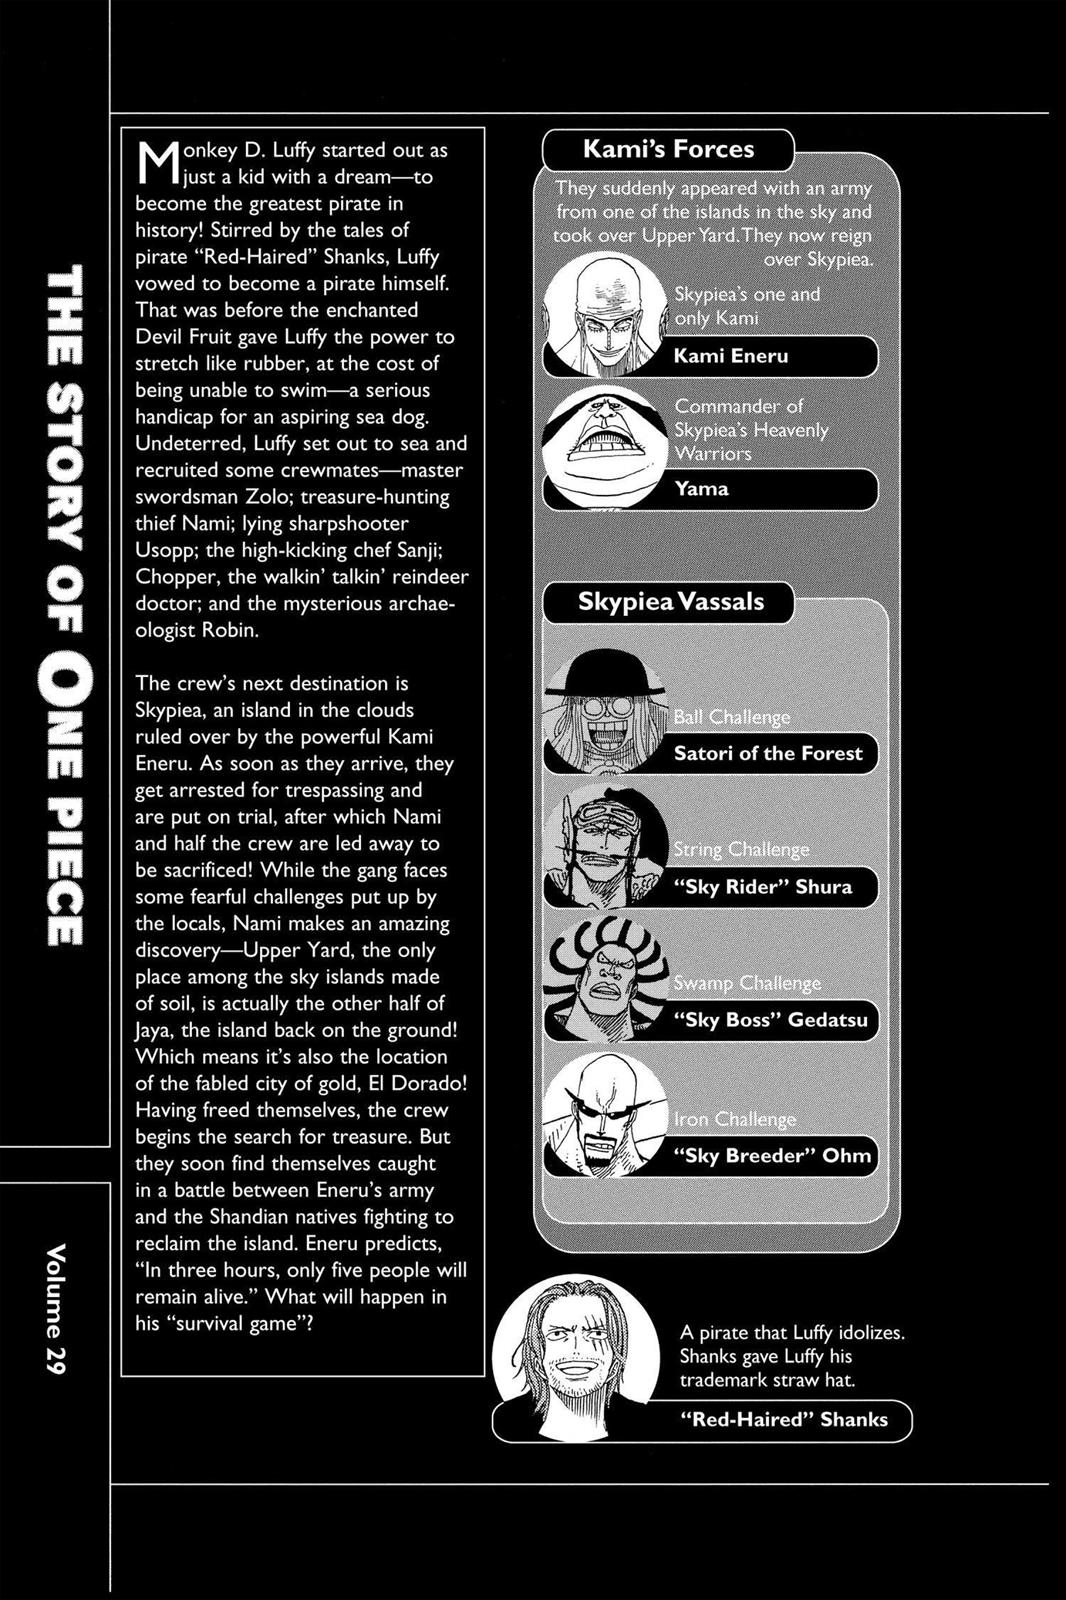 THE STORY OF ONE PIECE
Volume 29
Monkey D. Luffy started out as
just a kid with a dream—to
become the greatest pirate in
history! Stirred by the tales of
pirate “Red-Haired” Shanks, Luffy
vowed to become a pirate himself.
That was before the enchanted
Devil Fruit gave Luffy the power to
stretch like rubber, at the cost of
being unable to swim—a serious
handicap for an aspiring sea dog.
Undeterred, Luffy set out to sea and
recruited some crewmates—master
swordsman Zolo; treasure-hunting
thief Nami; lying sharpshooter
Usopp; the high-kicking chef Sanji;
Chopper, the walkin’ talkin’ reindeer
doctor; and the mysterious archae-
ologist Robin.
The crew’s next destination is
Skypiea, an island in the clouds
ruled over by the powerful Kami
Eneru. As soon as they arrive, they
get arrested for trespassing and
are put on trial, after which Nami
and half the crew are led away to
be sacrificed! While the gang faces
some fearful challenges put up by
the locals, Nami makes an amazing
discovery—Upper Yard, the only
place among the sky islands made
of soil, is actually the other half of
Jaya, the island back on the ground!
Which means it’s also the location
of the fabled city of gold, El Dorado!
Having freed themselves, the crew
begins the search for treasure. But
they soon find themselves caught
in a battle between Eneru’s army
and the Shandian natives fighting to
reclaim the island. Eneru predicts,
“In three hours, only five people will
remain alive.” What will happen in
his “survival game”?
Kami’s Forces
They suddenly appeared with an army
from one of the islands in the sky and
took over Upper Yard. They now reign
over Skypiea.
Skypiea’s one and
only Kami
Kami Eneru
Commander of
Skypiea’s Heavenly
Warriors
Yama
Skypiea Vassals
Ball Challenge
Satori of the Forest
String Challenge
“Sky Rider” Shura
Swamp Challenge
“Sky Boss” Gedatsu
Iron Challenge
“Sky Breeder” Ohm
A pirate that Luffy idolizes.
Shanks gave Luffy his
trademark straw hat.
“Red-Haired” Shanks